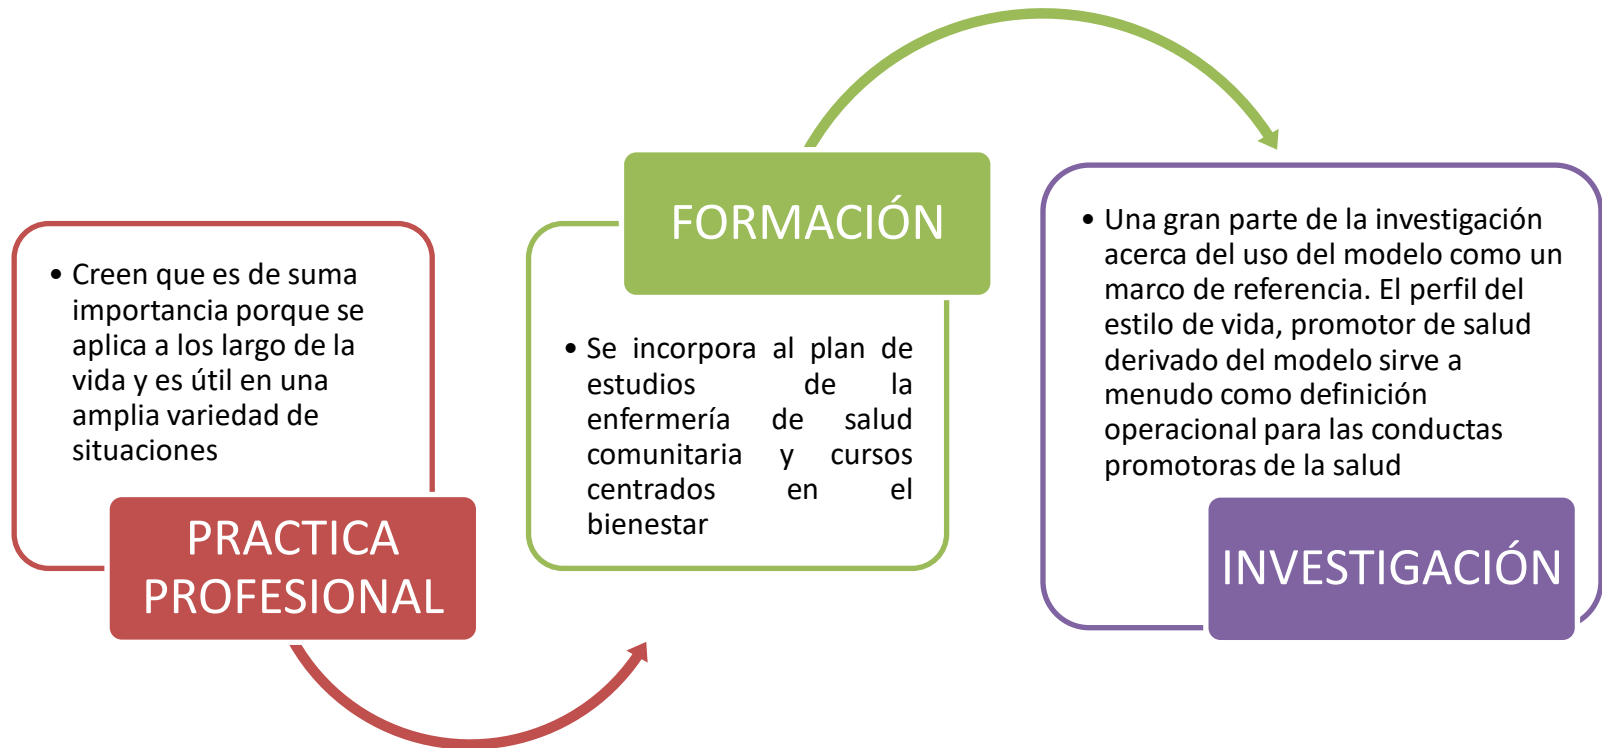 • Creen que es de suma
importancia porque se
aplica a los largo de la
vida y es útil en una
amplia variedad de
situaciones
PRACTICA
PROFESIONAL
FORMACIÓN
• Se incorpora al plan de
estudios de la
enfermería de salud
comunitaria y cursos
centrados en el
bienestar
• Una gran parte de la investigación
acerca del uso del modelo como un
marco de referencia. El perfil del
estilo de vida, promotor de salud
derivado del modelo sirve a
menudo como definición
operacional para las conductas
promotoras de la salud
INVESTIGACIÓN